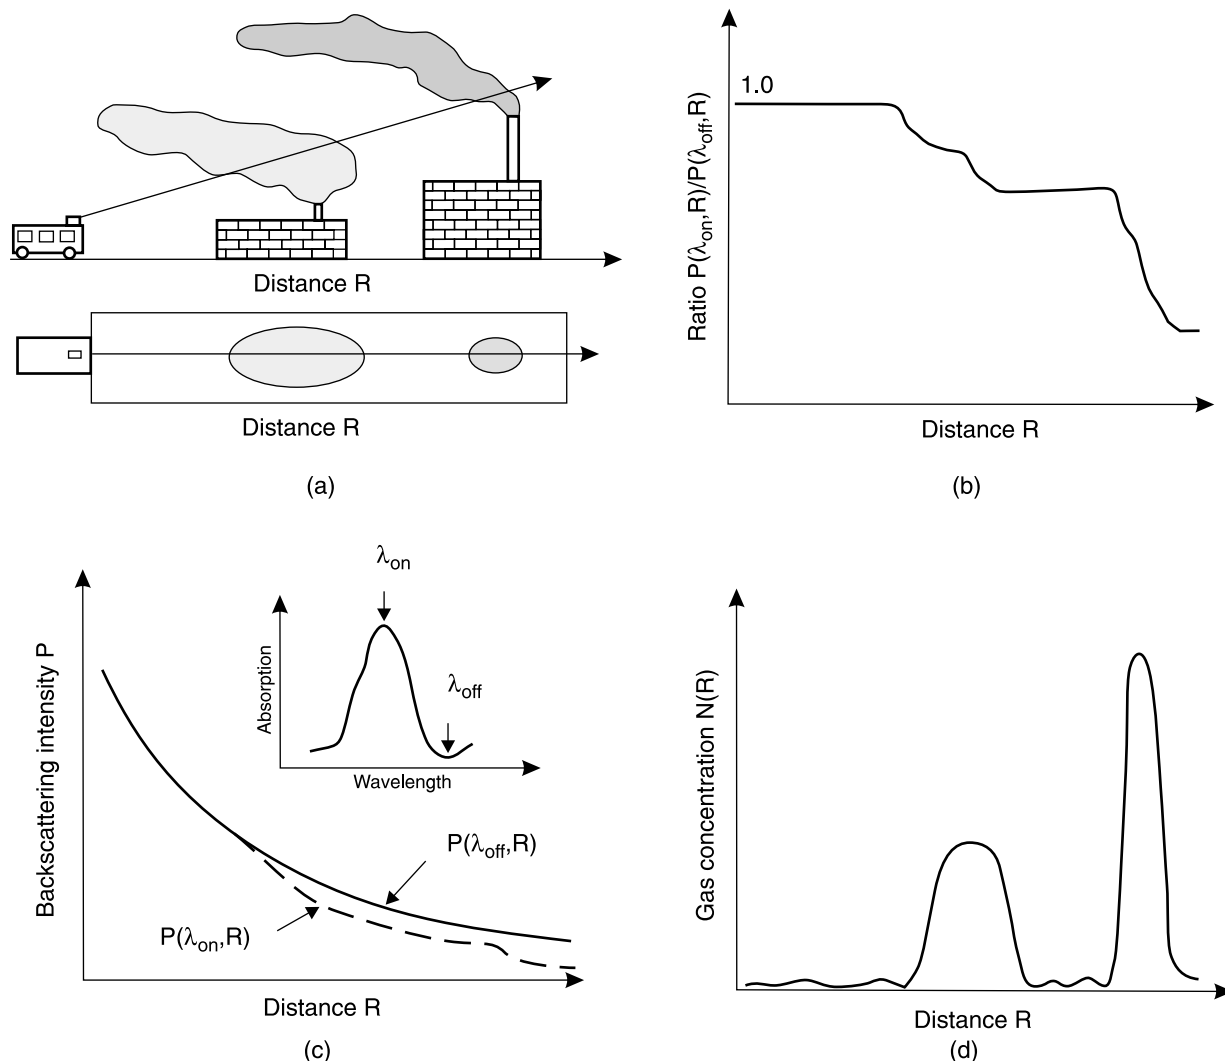 Distance R
Distance R
(a)
1.0
Ratio P(λon,R)/P(λoff,R)
Distance R
(b)
λon
λoff
Absorption
Wavelength
Backscattering intensity P
P(λoff,R)
P(λon,R)
Distance R
(c)
Gas concentration N(R)
Distance R
(d)